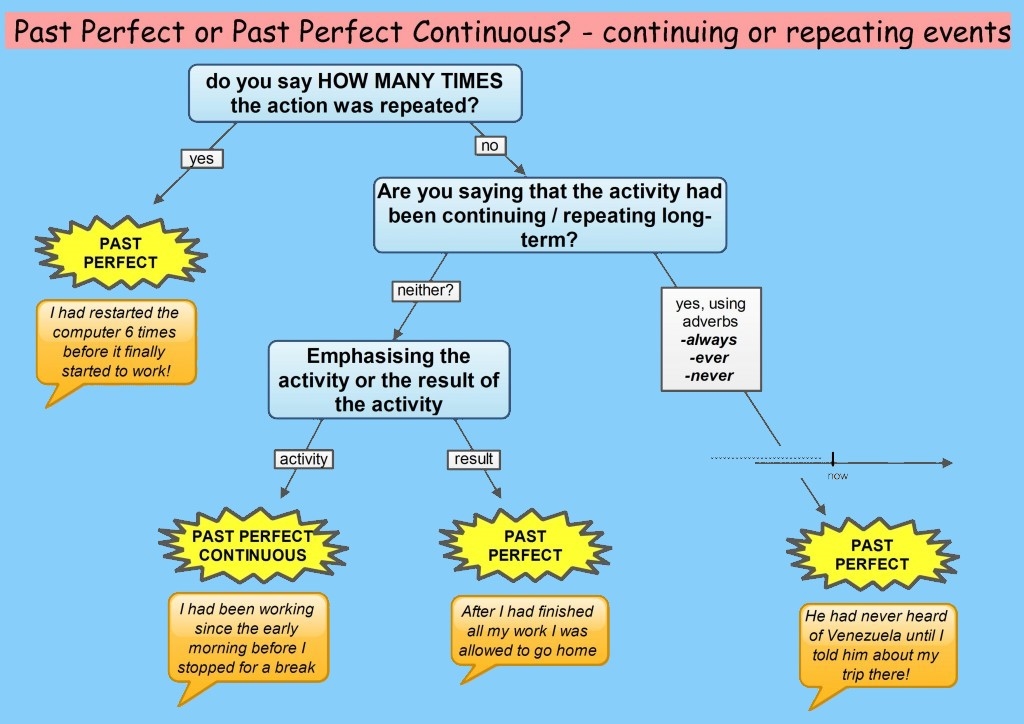 Past Perfect or Past Perfect Continuous? - continuing or repeating events
do you say HOW MANY TIMES
the action was repeated?
yes
no
Are you saying that the activity had
been continuing / repeating long-
term?
PAST
PERFECT
I had restarted the
computer 6 times
before it finally
started to work!
neither?
yes, using
adverbs
-always
-ever
-never
Emphasising the
activity or the result of
the activity
activity
result
now
PAST PERFECT
CONTINUOUS
I had been working
since the early
morning before I
stopped for a break
PAST
PERFECT
After I had finished
all my work I was
allowed to go home
PAST
PERFECT
He had never heard
of Venezuela until I
told him about my
trip there!